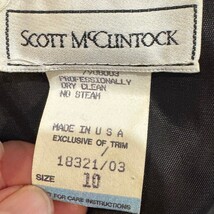 SCOTT McCLINTOCK
PROFESSIONALLY
DRY CLEAN
NO STEAM
MADE IN U S A
EXCLUSIVE OF TRIM
18321/03
SIZE 10
FOR CARE INSTRUCTIONS